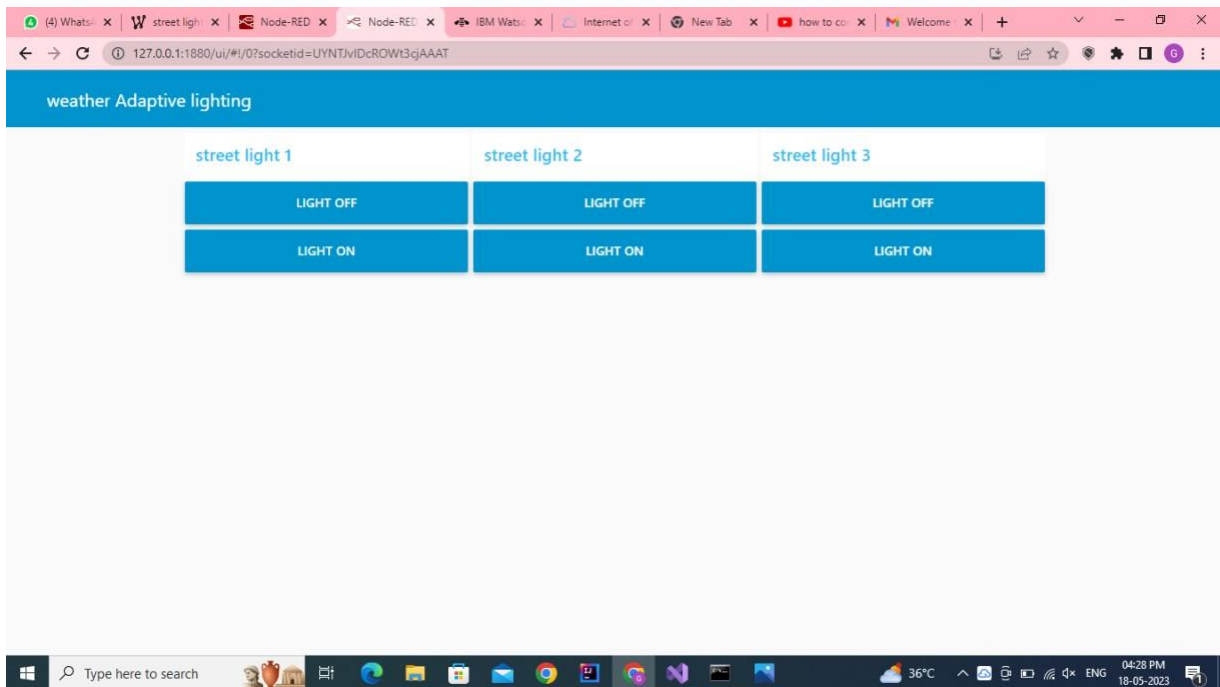 (4) Whats
street ligh
Node-RED
Node-RED
IBM Wats
Internet o
New Tab
how to co
Welcome
127.0.0.1:1880/ui/#!/0?socketid=UYNTJvIDcROWt3cjAAAT
G
weather Adaptive lighting
street light 1 street light 2 street light 3
LIGHT OFF LIGHT OFF LIGHT OFF
LIGHT ON LIGHT ON LIGHT ON
Type here to search
36°C
ENG
04:28 PM
18-05-2023